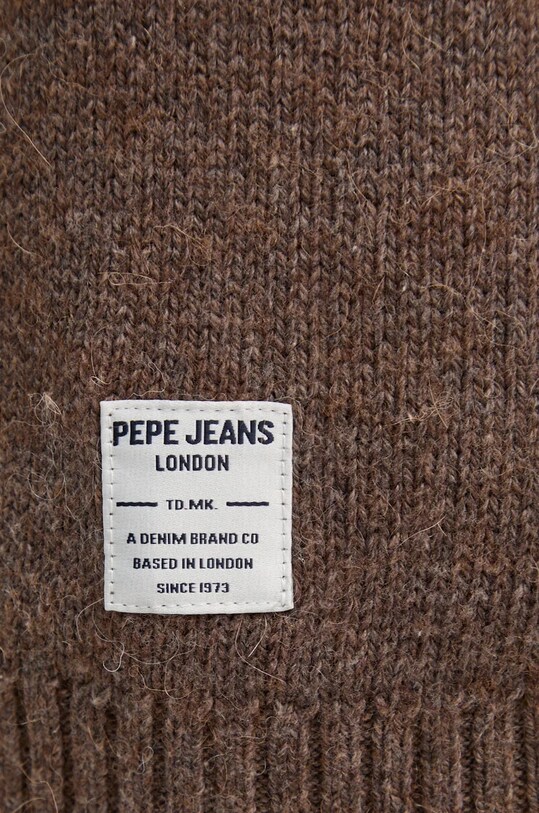 PEPE JEANS
LONDON
TD.MK.
A DENIM BRAND CO
BASED IN LONDON
SINCE 1973